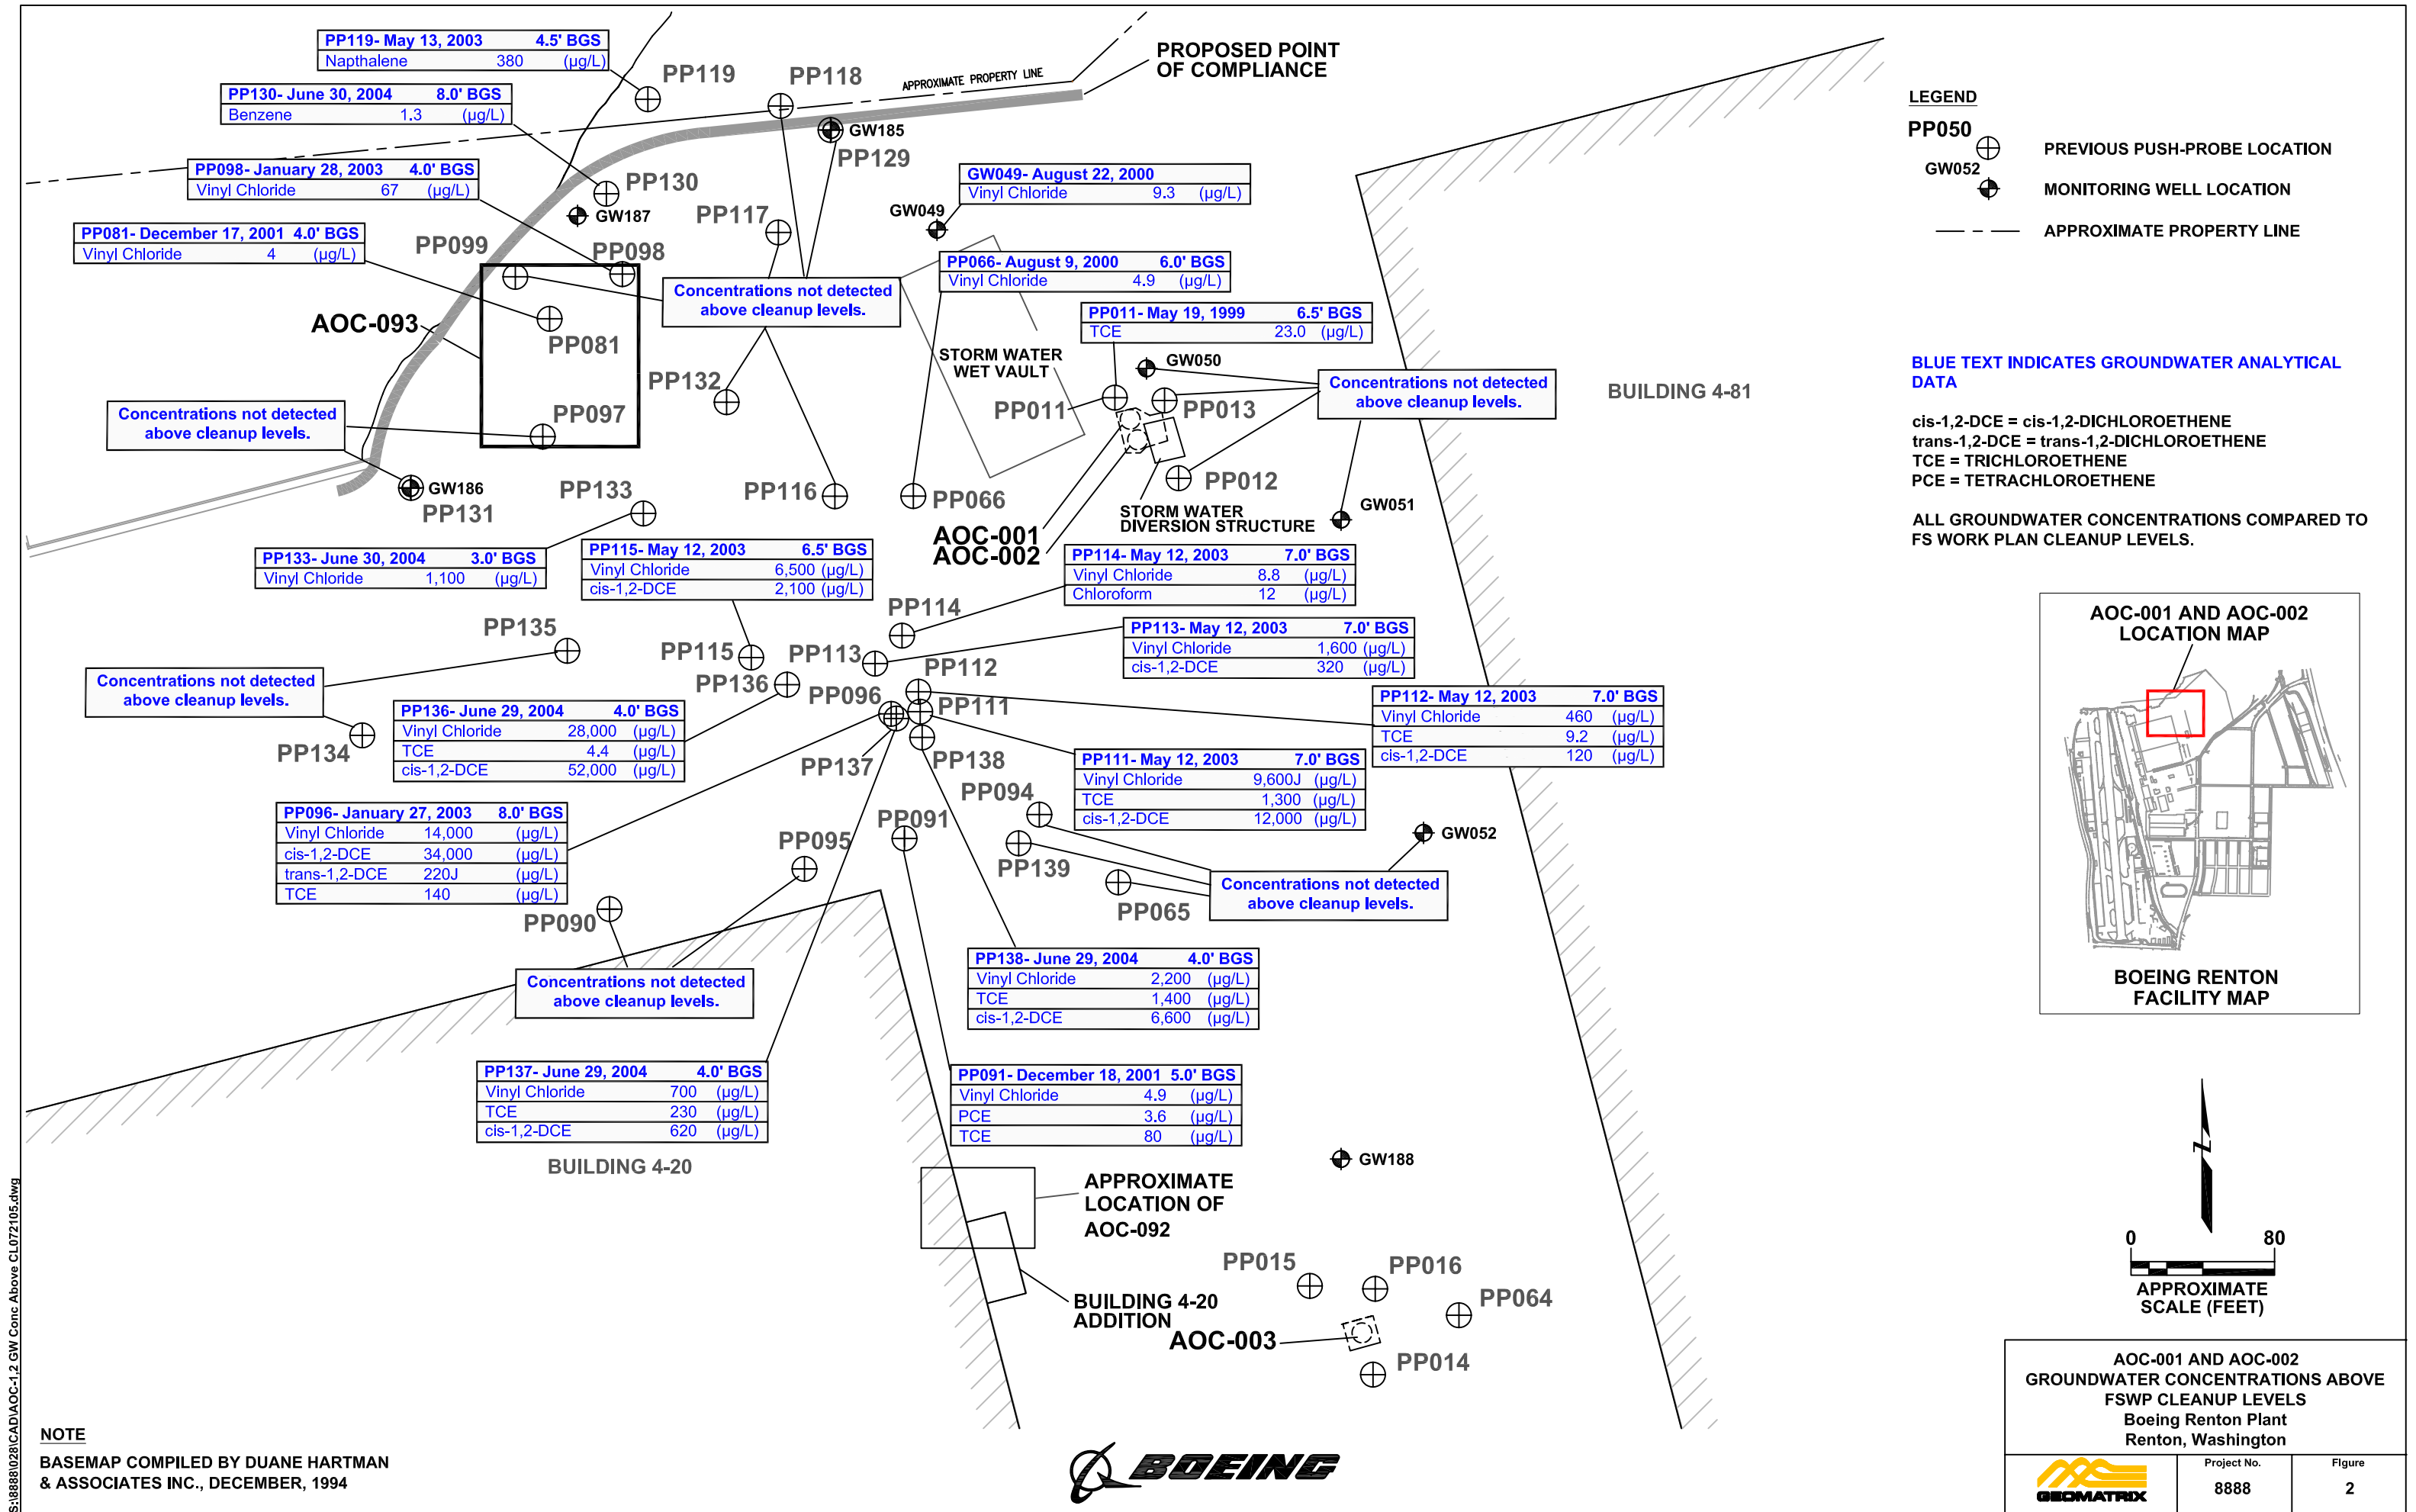 PP119- May 13, 2003 4.5' BGS
Napthalene 380 (µg/L)
PP130- June 30, 2004 8.0' BGS
Benzene 1.3 (µg/L)
PP098- January 28, 2003 4.0' BGS
Vinyl Chloride 67 (µg/L)
PP081- December 17, 2001 4.0' BGS
Vinyl Chloride 4 (µg/L)
PP119
PP118
APPROXIMATE PROPERTY LINE
PROPOSED POINT
OF COMPLIANCE
GW185
PP129
PP130
GW187
PP117
GW049
GW049- August 22, 2000
Vinyl Chloride 9.3 (µg/L)
PP099
PP098
Concentrations not detected
above cleanup levels.
PP066- August 9, 2000 6.0' BGS
Vinyl Chloride 4.9 (µg/L)
PP011- May 19, 1999 6.5' BGS
TCE 23.0 (µg/L)
AOC-093
PP081
STORM WATER
WET VAULT
GW050
PP132
PP011
PP013
Concentrations not detected
above cleanup levels.
BUILDING 4-81
Concentrations not detected
above cleanup levels.
PP097
GW186
PP131
PP133
PP116
PP066
PP012
STORM WATER
DIVERSION STRUCTURE
GW051
AOC-001
AOC-002
PP133- June 30, 2004 3.0' BGS
Vinyl Chloride 1,100 (µg/L)
PP115- May 12, 2003 6.5' BGS
Vinyl Chloride 6,500 (µg/L)
cis-1,2-DCE 2,100 (µg/L)
PP114- May 12, 2003 7.0' BGS
Vinyl Chloride 8.8 (µg/L)
Chloroform 12 (µg/L)
PP114
PP113- May 12, 2003 7.0' BGS
Vinyl Chloride 1,600 (µg/L)
cis-1,2-DCE 320 (µg/L)
PP135
PP115
PP113
PP112
PP136
PP096
PP111
Concentrations not detected
above cleanup levels.
PP134
PP136- June 29, 2004 4.0' BGS
Vinyl Chloride 28,000 (µg/L)
TCE 4.4 (µg/L)
cis-1,2-DCE 52,000 (µg/L)
PP112- May 12, 2003 7.0' BGS
Vinyl Chloride 460 (µg/L)
TCE 9.2 (µg/L)
cis-1,2-DCE 120 (µg/L)
PP137
PP138
PP111- May 12, 2003 7.0' BGS
Vinyl Chloride 9,600J (µg/L)
TCE 1,300 (µg/L)
cis-1,2-DCE 12,000 (µg/L)
PP096- January 27, 2003 8.0' BGS
Vinyl Chloride 14,000 (µg/L)
cis-1,2-DCE 34,000 (µg/L)
trans-1,2-DCE 220J (µg/L)
TCE 140 (µg/L)
PP094
PP091
PP095
PP139
GW052
PP065
Concentrations not detected
above cleanup levels.
PP090
Concentrations not detected
above cleanup levels.
PP138- June 29, 2004 4.0' BGS
Vinyl Chloride 2,200 (µg/L)
TCE 1,400 (µg/L)
cis-1,2-DCE 6,600 (µg/L)
PP137- June 29, 2004 4.0' BGS
Vinyl Chloride 700 (µg/L)
TCE 230 (µg/L)
cis-1,2-DCE 620 (µg/L)
PP091- December 18, 2001 5.0' BGS
Vinyl Chloride 4.9 (µg/L)
PCE 3.6 (µg/L)
TCE 80 (µg/L)
BUILDING 4-20
GW188
APPROXIMATE
LOCATION OF
AOC-092
BUILDING 4-20
ADDITION
PP015
PP016
PP064
AOC-003
PP014
LEGEND
PP050
PREVIOUS PUSH-PROBE LOCATION
GW052
MONITORING WELL LOCATION
APPROXIMATE PROPERTY LINE
BLUE TEXT INDICATES GROUNDWATER ANALYTICAL
DATA
cis-1,2-DCE = cis-1,2-DICHLOROETHENE
trans-1,2-DCE = trans-1,2-DICHLOROETHENE
TCE = TRICHLOROETHENE
PCE = TETRACHLOROETHENE
ALL GROUNDWATER CONCENTRATIONS COMPARED TO
FS WORK PLAN CLEANUP LEVELS.
AOC-001 AND AOC-002
LOCATION MAP
BOEING RENTON
FACILITY MAP
Z
0 80
APPROXIMATE
SCALE (FEET)
AOC-001 AND AOC-002
GROUNDWATER CONCENTRATIONS ABOVE
FSWP CLEANUP LEVELS
Boeing Renton Plant
Renton, Washington
GEOMATRIX
Project No.
8888
Figure
2
BOEING
NOTE
BASEMAP COMPILED BY DUANE HARTMAN
& ASSOCIATES INC., DECEMBER, 1994
S:\8888\028\CAD\AOC-1,2 GW Conc Above CL072105.dwg